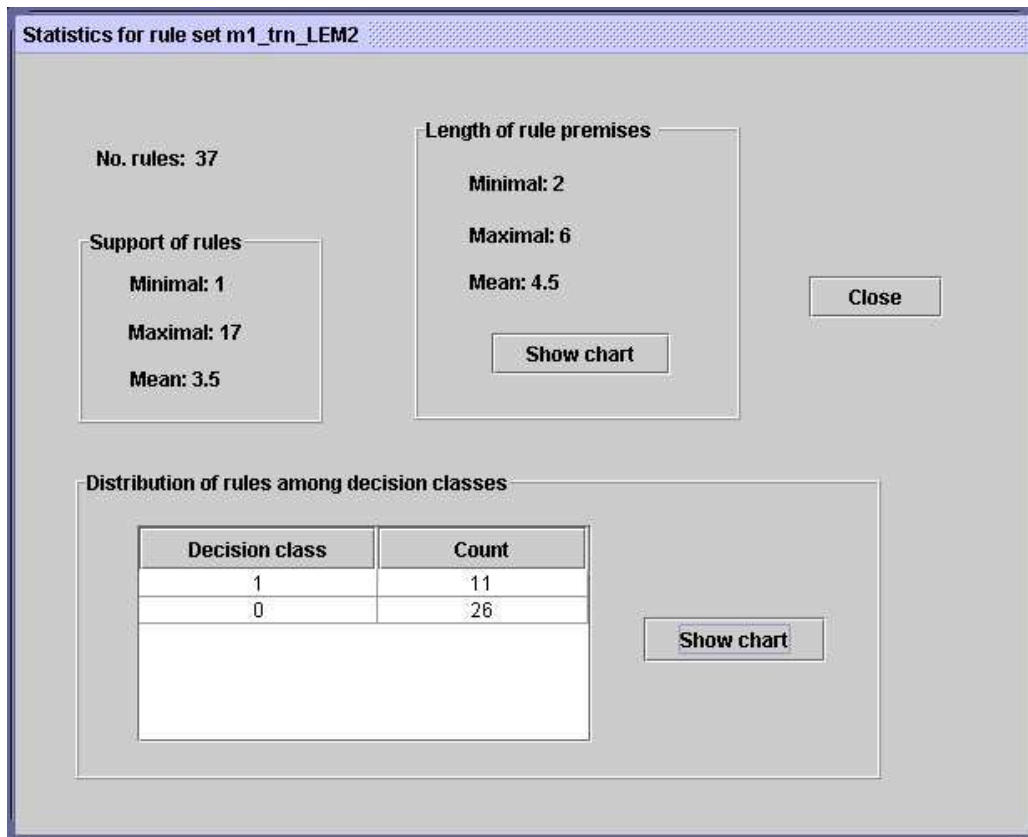 Statistics for rule set m1_trn_LEM2
No. rules: 37
Length of rule premises
Minimal: 2
Maximal: 6
Mean: 4.5
Show chart
Support of rules
Minimal: 1
Maximal: 17
Mean: 3.5
Close
Distribution of rules among decision classes
Decision class Count
1 11
0 26
Show chart